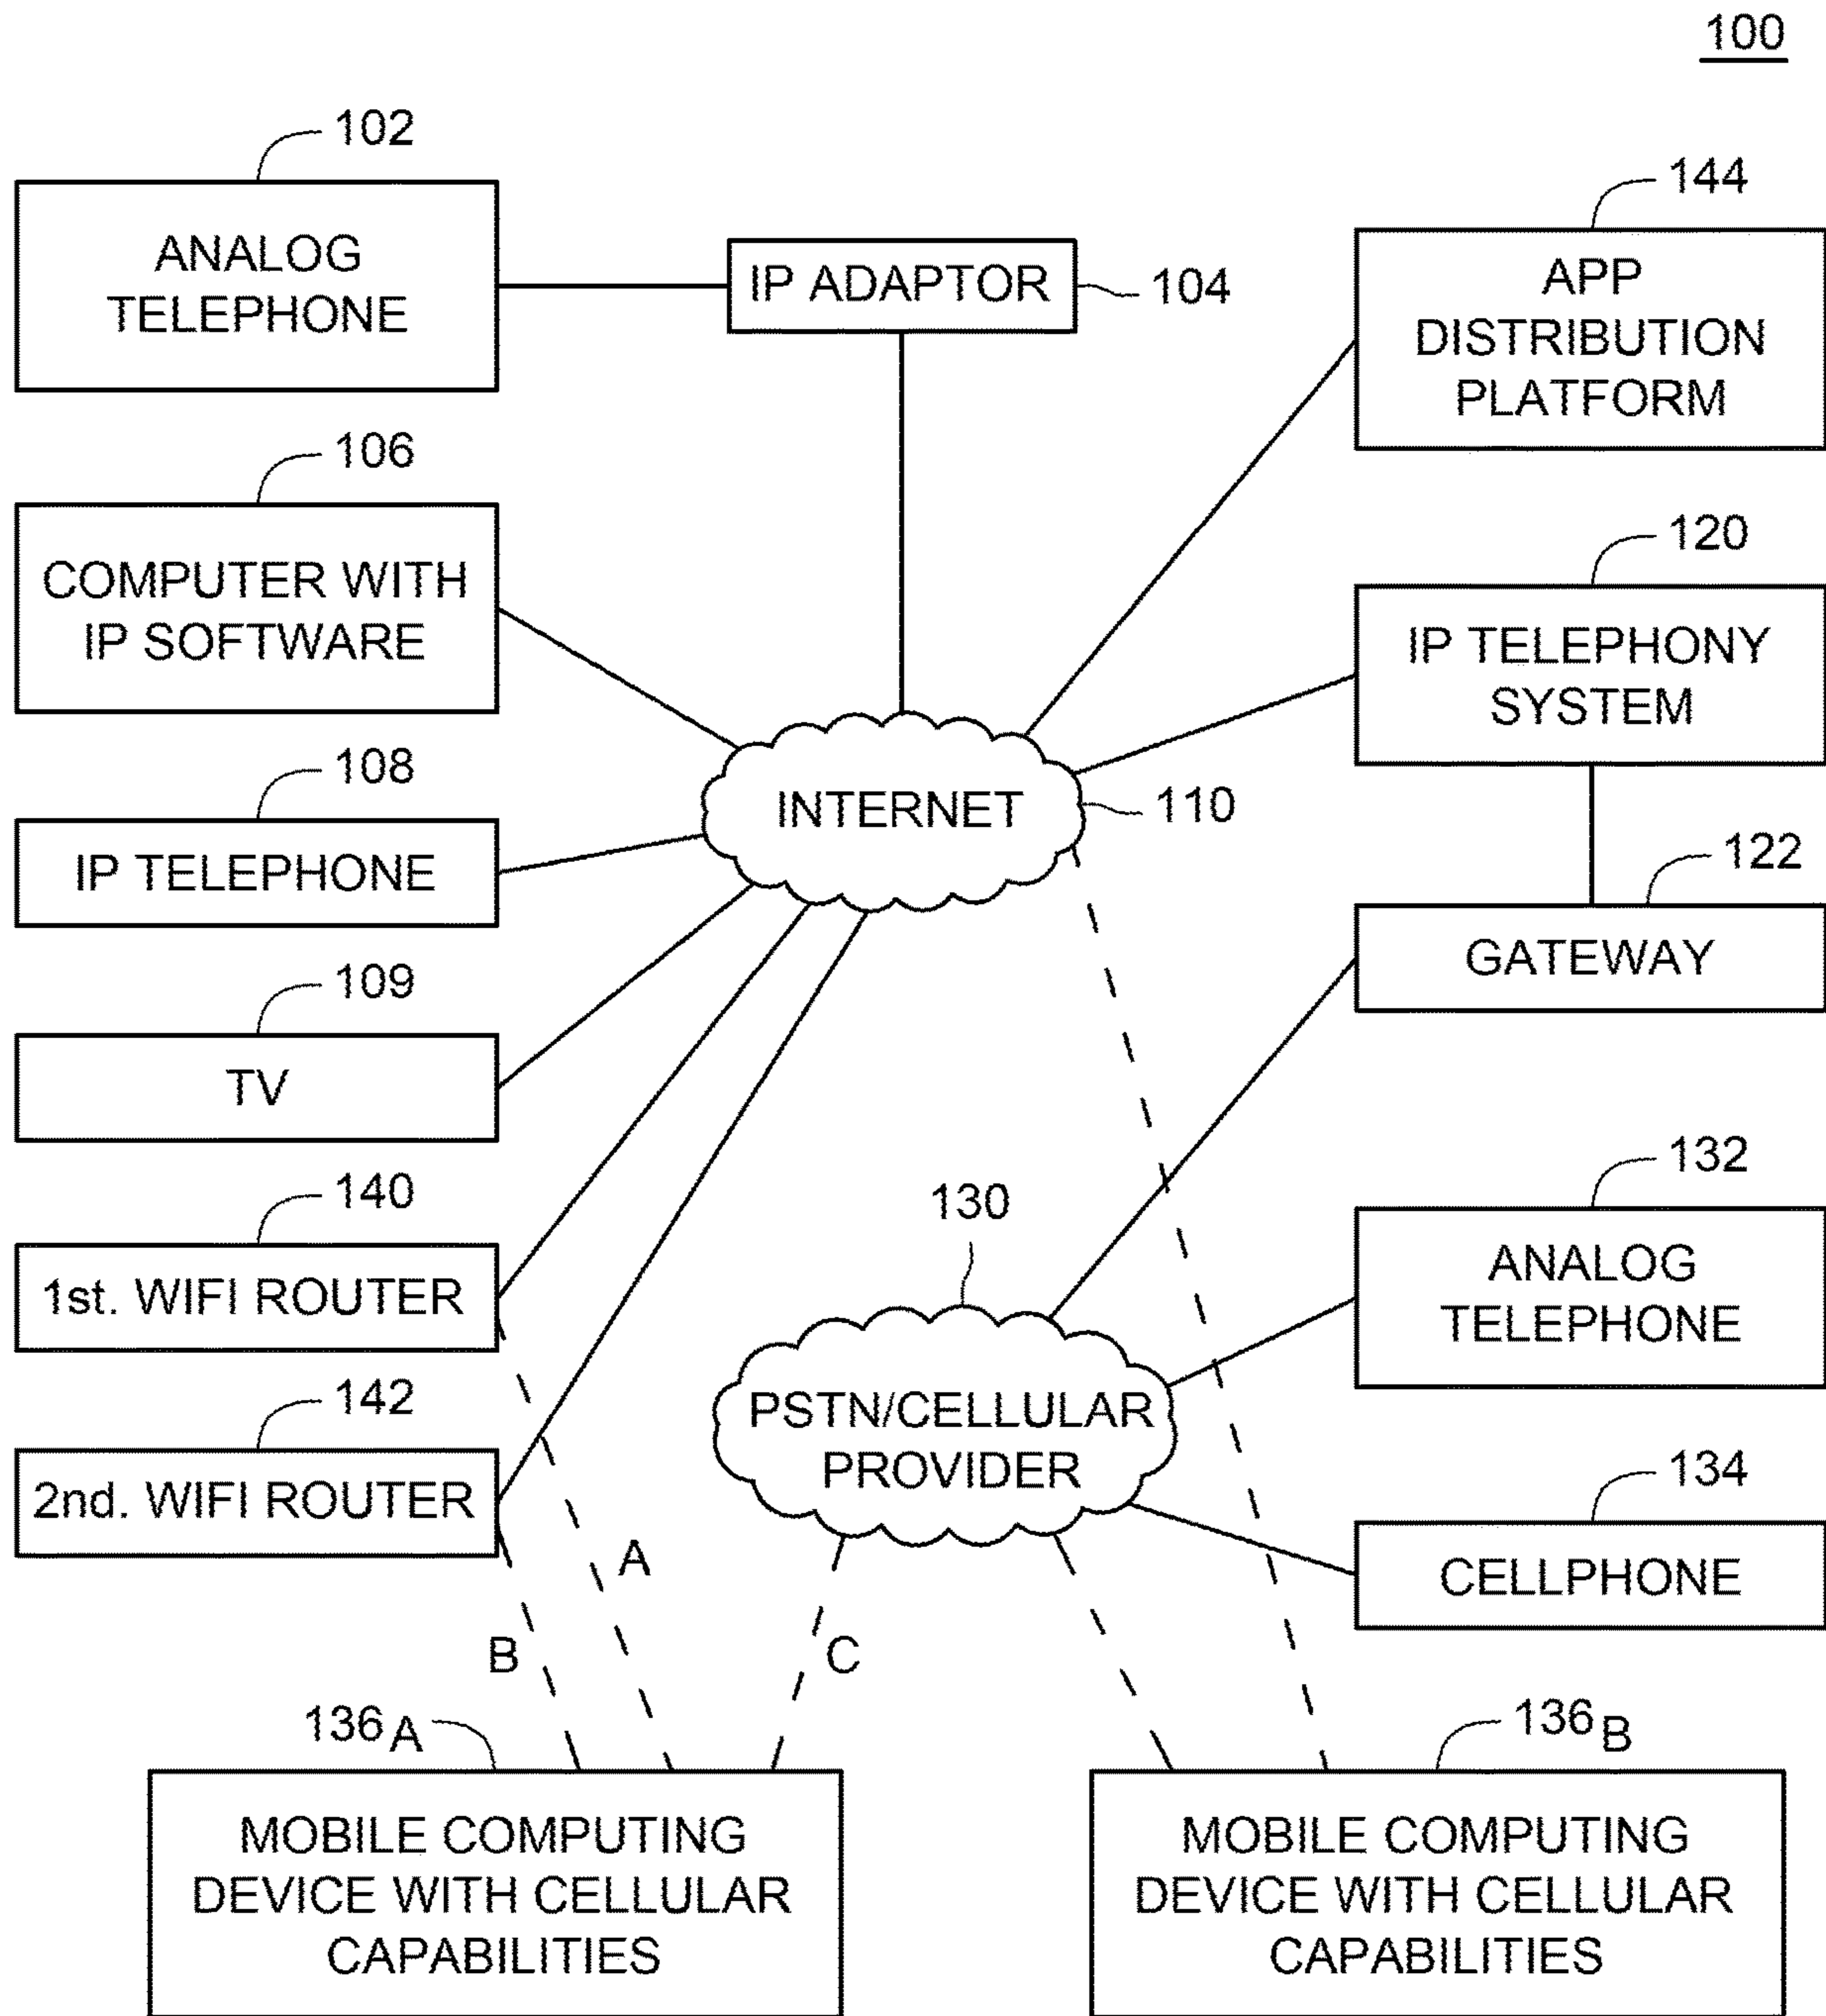 100
102
ANALOG
TELEPHONE
IP ADAPTOR
104
144
APP
DISTRIBUTION
PLATFORM
106
COMPUTER WITH
IP SOFTWARE
120
IP TELEPHONY
SYSTEM
108
IP TELEPHONE
INTERNET
110
122
GATEWAY
109
TV
140
1st. WIFI ROUTER
130
132
ANALOG
TELEPHONE
142
2nd. WIFI ROUTER
PSTN/CELLULAR
PROVIDER
134
CELLPHONE
A
B
C
136A
MOBILE COMPUTING
DEVICE WITH CELLULAR
CAPABILITIES
136B
MOBILE COMPUTING
DEVICE WITH CELLULAR
CAPABILITIES